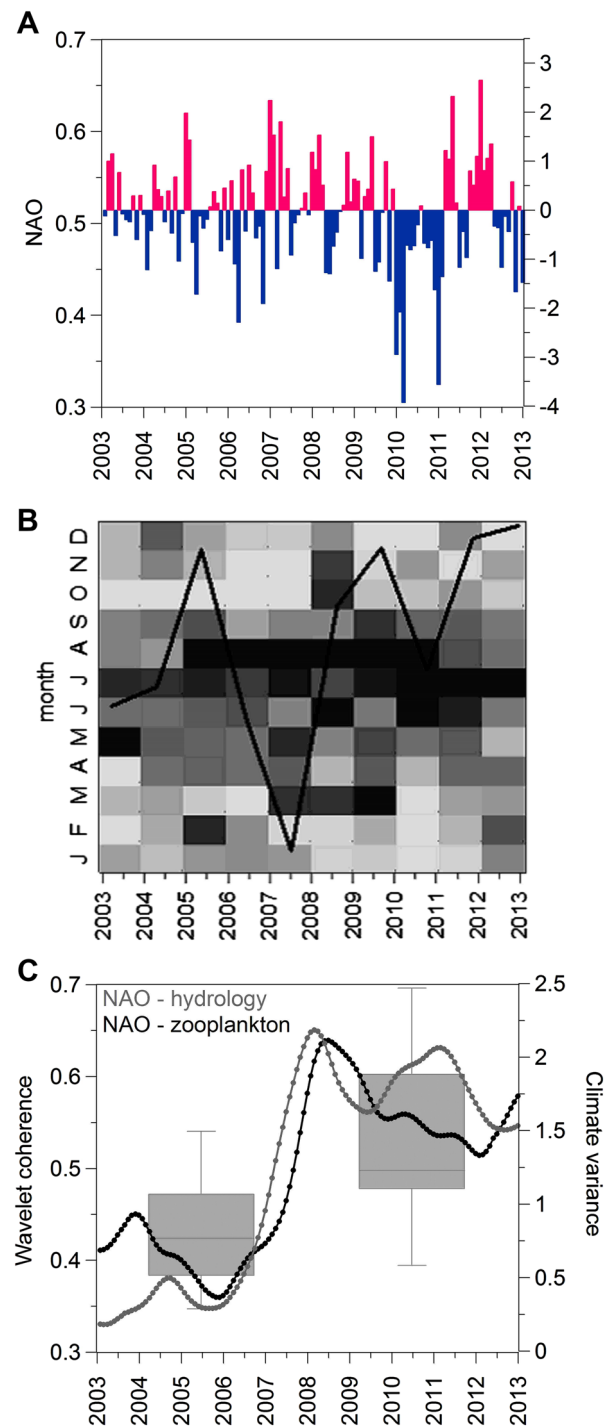 A
0.7
0.6
0.5
0.4
0.3
NAO
3
2
1
0
-1
-2
-3
-4
2003 2004 2005 2006 2007 2008 2009 2010 2011 2012 2013
B
month
D
N
O
S
A
J
J
M
A
M
F
J
2003 2004 2005 2006 2007 2008 2009 2010 2011 2012 2013
C
NAO - hydrology
NAO - zooplankton
0.7
0.6
0.5
0.4
0.3
Wavelet coherence
2.5
2
1.5
1
0.5
0
Climate variance
2003 2004 2005 2006 2007 2008 2009 2010 2011 2012 2013